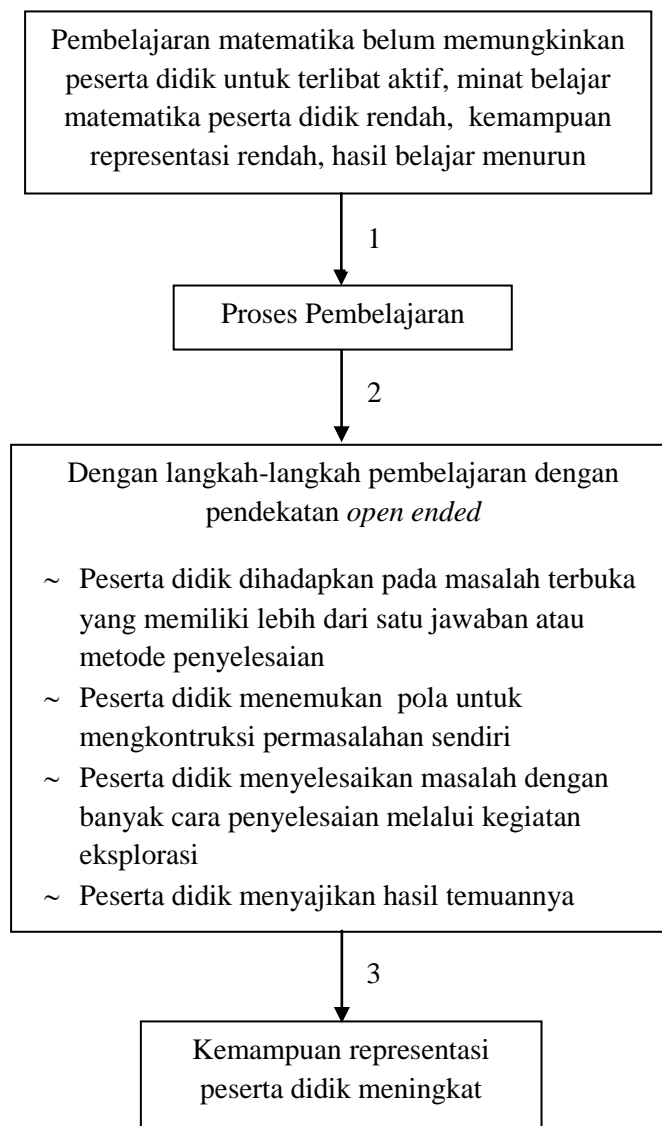 Pembelajaran matematika belum memungkinkan
peserta didik untuk terlibat aktif, minat belajar
matematika peserta didik rendah, kemampuan
representasi rendah, hasil belajar menurun
1
Proses Pembelajaran
2
Dengan langkah-langkah pembelajaran dengan
pendekatan open ended
~ Peserta didik dihadapkan pada masalah terbuka
yang memiliki lebih dari satu jawaban atau
metode penyelesaian
~ Peserta didik menemukan pola untuk
mengkontruksi permasalahan sendiri
~ Peserta didik menyelesaikan masalah dengan
banyak cara penyelesaian melalui kegiatan
eksplorasi
~ Peserta didik menyajikan hasil temuannya
3
Kemampuan representasi
peserta didik meningkat